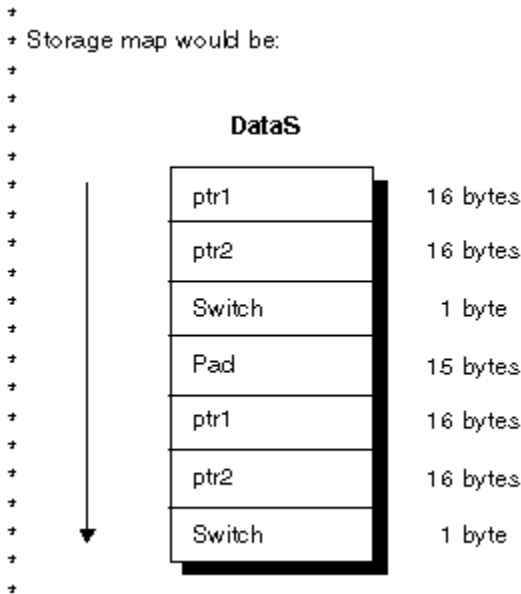 *
* Storage map would be:
*
*
* DataS
*
* ptr1 16 bytes
*
* ptr2 16 bytes
*
* Switch 1 byte
*
* Pad 15 bytes
*
* ptr1 16 bytes
*
* ptr2 16 bytes
*
* Switch 1 byte
*
*